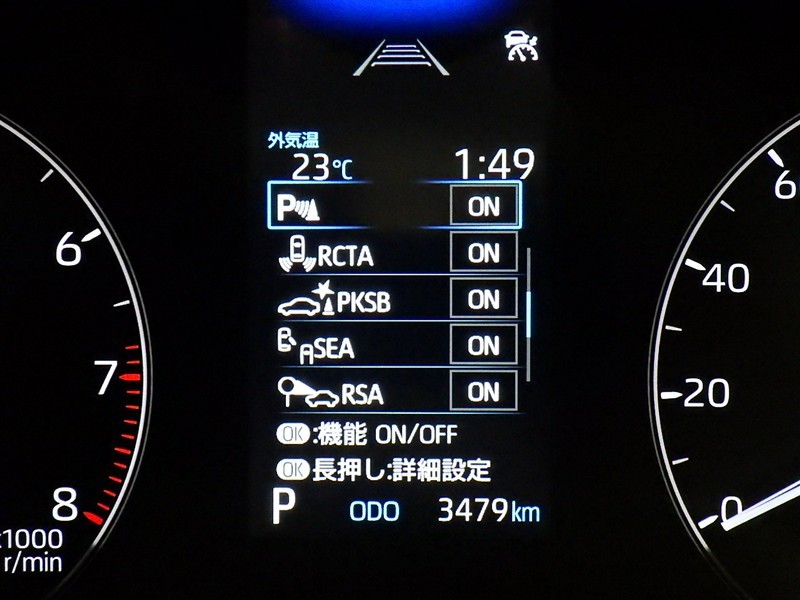 外気温
23℃ 1:49
P ON
RCTA ON
PKSB ON
SEA ON
RSA ON
OK:機能 ON/OFF
OK長押し:詳細設定
P ODO 3479km
6
7
8
x1000
r/min
6
40
20
0